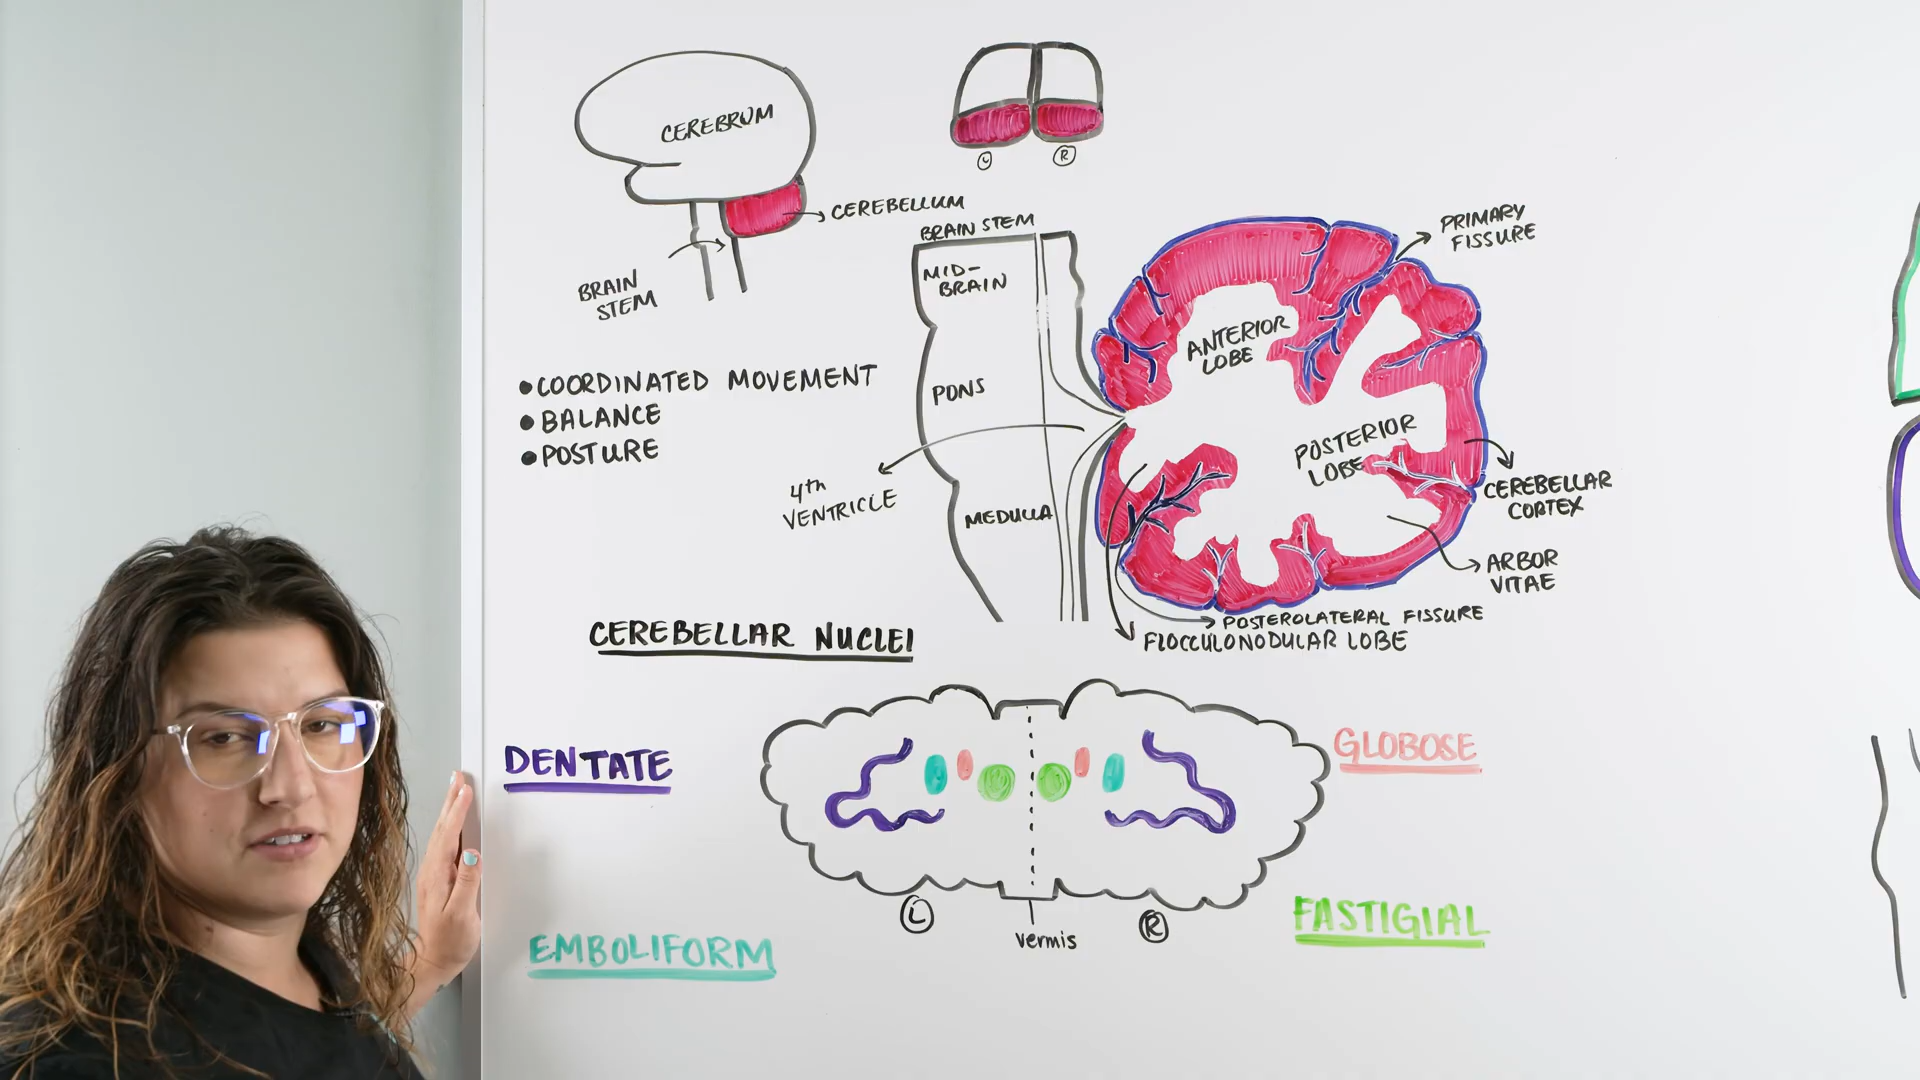 CEREBRUM
L
R
CEREBELLUM
BRAIN
STEM
BRAIN STEM
MID-
BRAIN
PONS
MEDULLA
4th
VENTRICLE
PRIMARY
FISSURE
ANTERIOR
LOBE
POSTERIOR
LOBE
CEREBELLAR
CORTEX
ARBOR
VITAE
POSTEROLATERAL FISSURE
FLOCCULONODULAR LOBE
•COORDINATED MOVEMENT
•BALANCE
•POSTURE
CEREBELLAR NUCLEI
DENTATE
GLOBOSE
EMBOLIFORM
FASTIGIAL
L
vermis
R